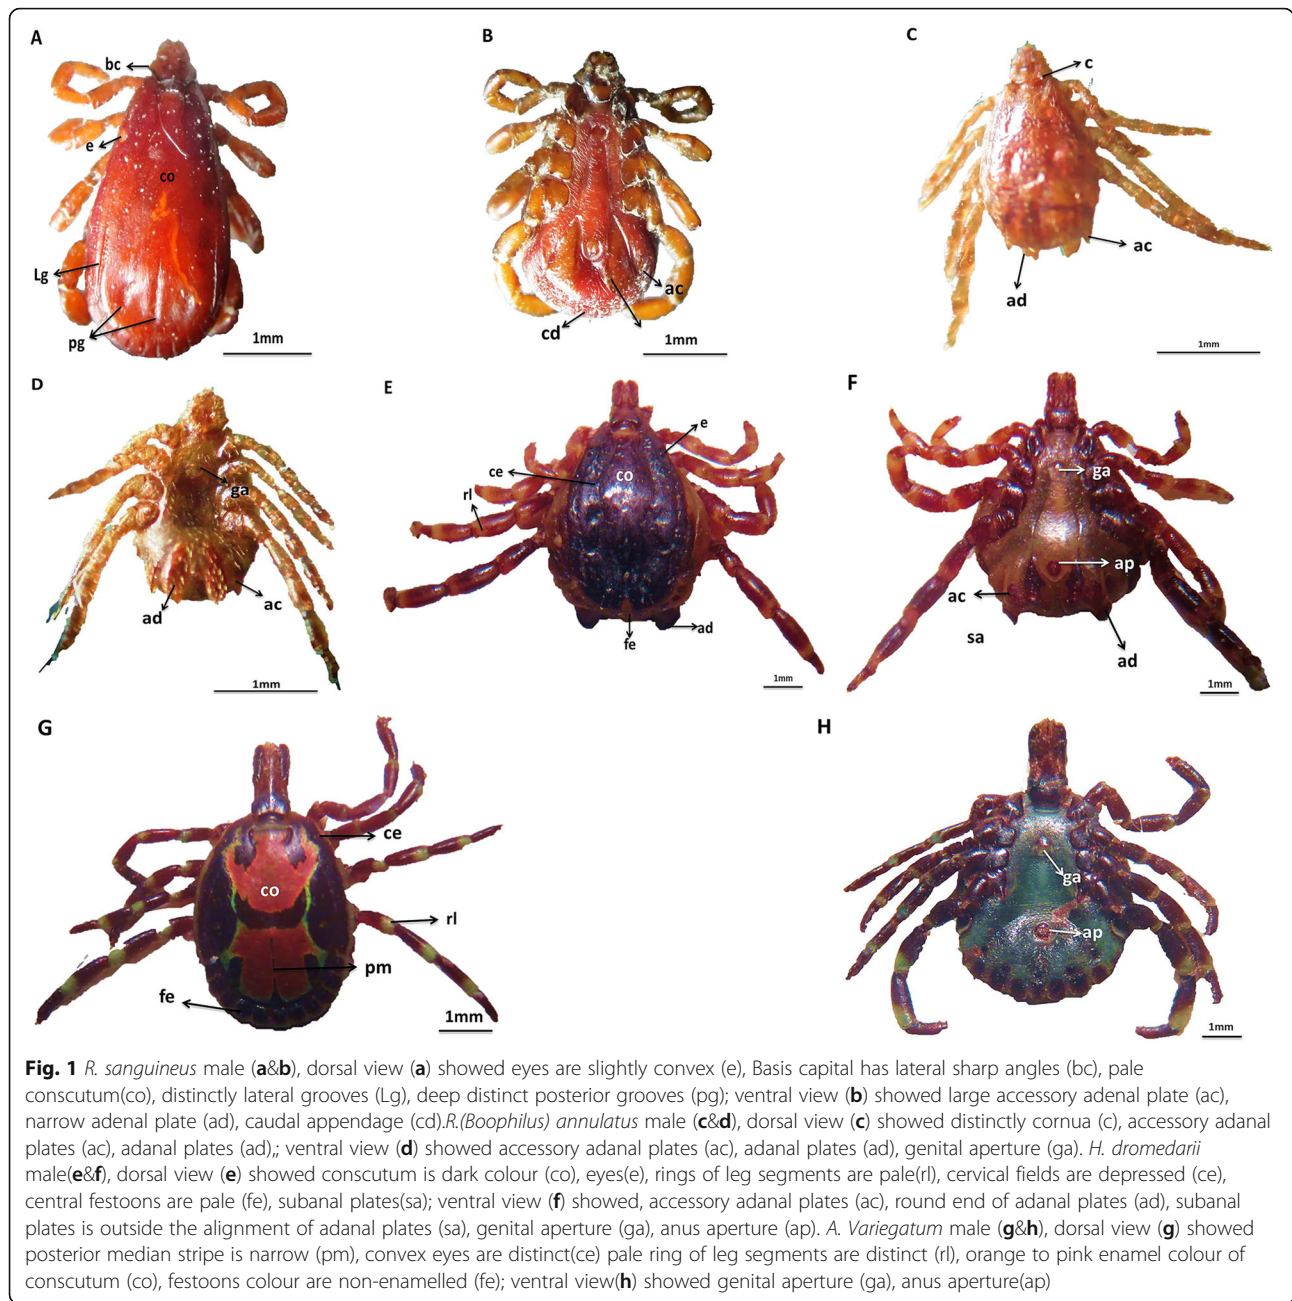 A
bc
e
co
Lg
pg
1mm
B
ac
cd
1mm
C
c
ac
ad
1mm
D
ga
ac
ad
1mm
E
e
ce
co
rl
fe
ad
1mm
F
ga
ap
ac
sa
ad
1mm
G
ce
co
rl
pm
fe
1mm
H
ga
ap
1mm
Fig. 1 R. sanguineus male (a&b), dorsal view (a) showed eyes are slightly convex (e), Basis capital has lateral sharp angles (bc), pale
conscutum(co), distinctly lateral grooves (Lg), deep distinct posterior grooves (pg); ventral view (b) showed large accessory adenal plate (ac),
narrow adenal plate (ad), caudal appendage (cd).R.(Boophilus) annulatus male (c&d), dorsal view (c) showed distinctly cornua (c), accessory adanal
plates (ac), adanal plates (ad),; ventral view (d) showed accessory adanal plates (ac), adanal plates (ad), genital aperture (ga). H. dromedarii
male(e&f), dorsal view (e) showed conscutum is dark colour (co), eyes(e), rings of leg segments are pale(rl), cervical fields are depressed (ce),
central festoons are pale (fe), subanal plates(sa); ventral view (f) showed, accessory adanal plates (ac), round end of adanal plates (ad), subanal
plates is outside the alignment of adanal plates (sa), genital aperture (ga), anus aperture (ap). A. Variegatum male (g&h), dorsal view (g) showed
posterior median stripe is narrow (pm), convex eyes are distinct(ce) pale ring of leg segments are distinct (rl), orange to pink enamel colour of
conscutum (co), festoons colour are non-enamelled (fe); ventral view(h) showed genital aperture (ga), anus aperture(ap)